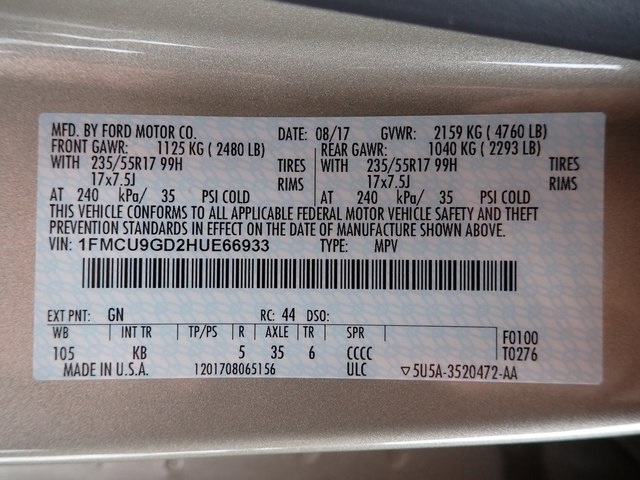 MFD. BY FORD MOTOR CO. DATE: 08/17 GVWR: 2159 KG ( 4760 LB)
FRONT GAWR: 1125 KG ( 2480 LB) REAR GAWR: 1040 KG ( 2293 LB)
WITH 235/55R17 99H TIRES WITH 235/55R17 99H TIRES
17x7.5J RIMS 17x7.5J RIMS
AT 240 kPa/ 35 PSI COLD AT 240 kPa/ 35 PSI COLD
THIS VEHICLE CONFORMS TO ALL APPLICABLE FEDERAL MOTOR VEHICLE SAFETY AND THEFT
PREVENTION STANDARDS IN EFFECT ON THE DATE OF MANUFACTURE SHOWN ABOVE.
VIN: 1FMCU9GD2HUE66933 TYPE: MPV
EXT PNT: GN RC: 44 DSO:
WB INT TR TP/PS R AXLE TR SPR F0100
105 KB 5 35 6 CCCC T0276
MADE IN U.S.A. 1201708065156 ULC ▽5U5A-3520472-AA